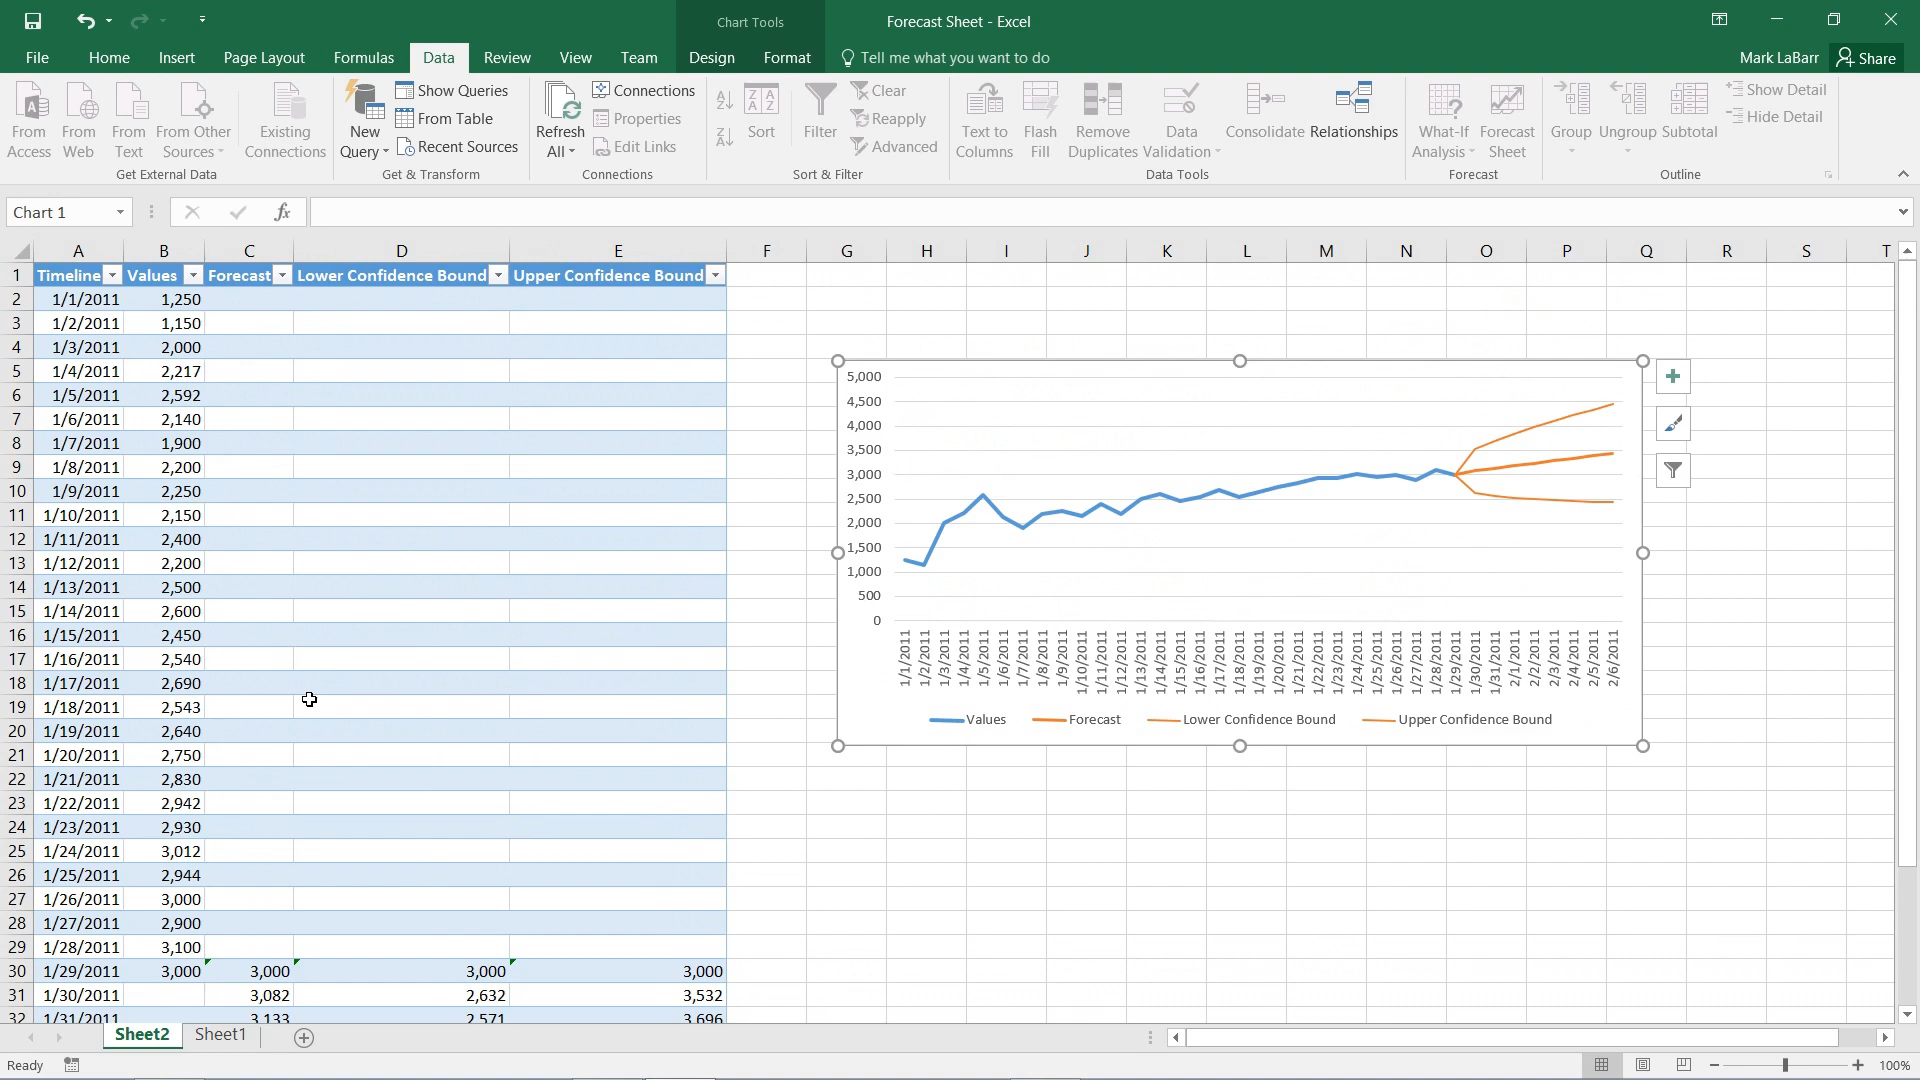 Chart Tools
Forecast Sheet - Excel
File Home Insert Page Layout Formulas Data Review View Team Design Format Tell me what you want to do Mark LaBarr Share
From Access
From Web
From Text
From Other Sources
Existing Connections
Get External Data
New Query
Show Queries
From Table
Recent Sources
Get & Transform
Refresh All
Connections
Properties
Edit Links
Connections
Sort
Filter
Clear
Reapply
Advanced
Sort & Filter
Text to Columns
Flash Fill
Remove Duplicates
Data Validation
Consolidate
Relationships
Data Tools
What-If Analysis
Forecast Sheet
Forecast
Group
Ungroup
Subtotal
Show Detail
Hide Detail
Outline
Chart 1
fx
A B C D E F G H I J K L M N O P Q R S T
1 Timeline Values Forecast Lower Confidence Bound Upper Confidence Bound
2 1/1/2011 1,250
3 1/2/2011 1,150
4 1/3/2011 2,000
5 1/4/2011 2,217
6 1/5/2011 2,592
7 1/6/2011 2,140
8 1/7/2011 1,900
9 1/8/2011 2,200
10 1/9/2011 2,250
11 1/10/2011 2,150
12 1/11/2011 2,400
13 1/12/2011 2,200
14 1/13/2011 2,500
15 1/14/2011 2,600
16 1/15/2011 2,450
17 1/16/2011 2,540
18 1/17/2011 2,690
19 1/18/2011 2,543
20 1/19/2011 2,640
21 1/20/2011 2,750
22 1/21/2011 2,830
23 1/22/2011 2,942
24 1/23/2011 2,930
25 1/24/2011 3,012
26 1/25/2011 2,944
27 1/26/2011 3,000
28 1/27/2011 2,900
29 1/28/2011 3,100
30 1/29/2011 3,000 3,000 3,000 3,000
31 1/30/2011 3,082 2,632 3,532
32 1/31/2011 3,133 2,571 3,696
5,000
4,500
4,000
3,500
3,000
2,500
2,000
1,500
1,000
500
0
1/1/2011
1/2/2011
1/3/2011
1/4/2011
1/5/2011
1/6/2011
1/7/2011
1/8/2011
1/9/2011
1/10/2011
1/11/2011
1/12/2011
1/13/2011
1/14/2011
1/15/2011
1/16/2011
1/17/2011
1/18/2011
1/19/2011
1/20/2011
1/21/2011
1/22/2011
1/23/2011
1/24/2011
1/25/2011
1/26/2011
1/27/2011
1/28/2011
1/29/2011
1/30/2011
1/31/2011
2/1/2011
2/2/2011
2/3/2011
2/4/2011
2/5/2011
2/6/2011
Values Forecast Lower Confidence Bound Upper Confidence Bound
Sheet2 Sheet1
Ready
100%